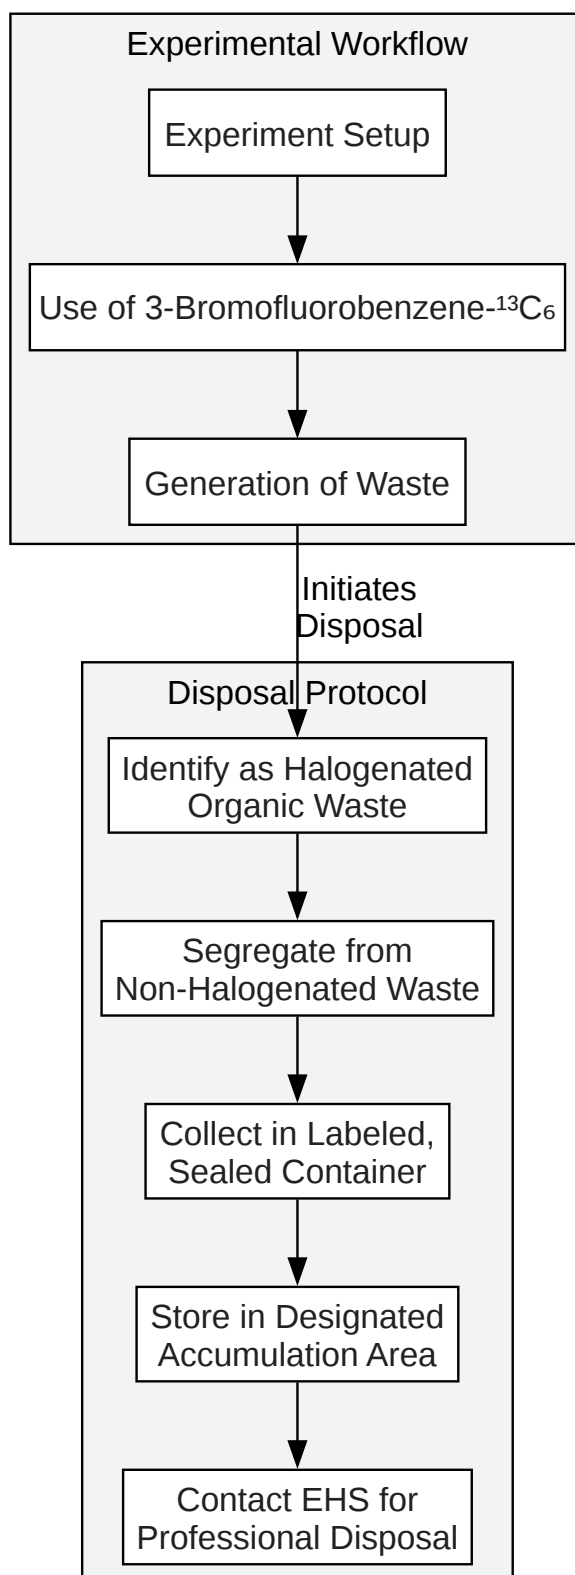 Experimental Workflow
Experiment Setup
Use of 3-Bromofluorobenzene-¹³C₆
Generation of Waste
Initiates
Disposal
Disposal Protocol
Identify as Halogenated
Organic Waste
Segregate from
Non-Halogenated Waste
Collect in Labeled,
Sealed Container
Store in Designated
Accumulation Area
Contact EHS for
Professional Disposal